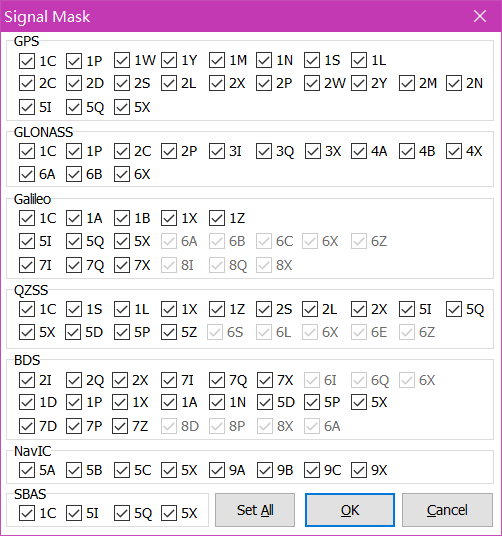 Signal Mask
GPS
1C 1P 1W 1Y 1M 1N 1S 1L
2C 2D 2S 2L 2X 2P 2W 2Y 2M 2N
5I 5Q 5X
GLONASS
1C 1P 2C 2P 3I 3Q 3X 4A 4B 4X
6A 6B 6X
Galileo
1C 1A 1B 1X 1Z
5I 5Q 5X 6A 6B 6C 6X 6Z
7I 7Q 7X 8I 8Q 8X
QZSS
1C 1S 1L 1X 1Z 2S 2L 2X 5I 5Q
5X 5D 5P 5Z 6S 6L 6X 6E 6Z
BDS
2I 2Q 2X 7I 7Q 7X 6I 6Q 6X
1D 1P 1X 1A 1N 5D 5P 5X
7D 7P 7Z 8D 8P 8X 6A
NavIC
5A 5B 5C 5X 9A 9B 9C 9X
SBAS
1C 5I 5Q 5X
Set All OK Cancel